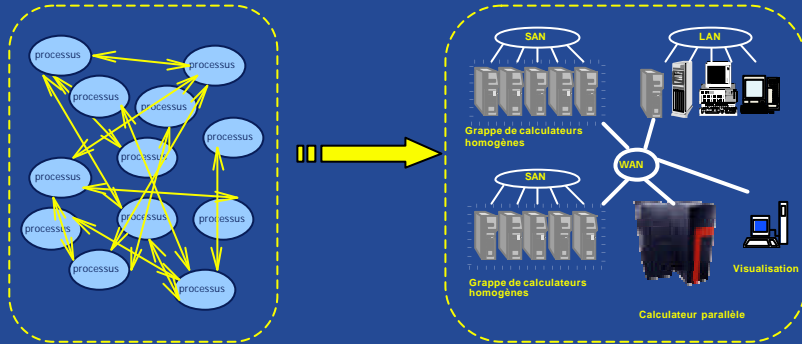 processus
processus
processus
processus
processus
processus
processus
processus
processus
processus
processus
processus
SAN
LAN
Grappe de calculateurs
homogènes
WAN
SAN
Grappe de calculateurs
homogènes
Visualisation
Calculateur parallèle